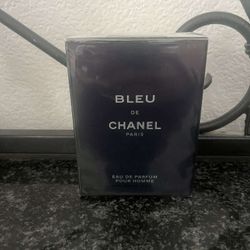 BLEU
DE
CHANEL
PARIS
EAU DE PARFUM
POUR HOMME